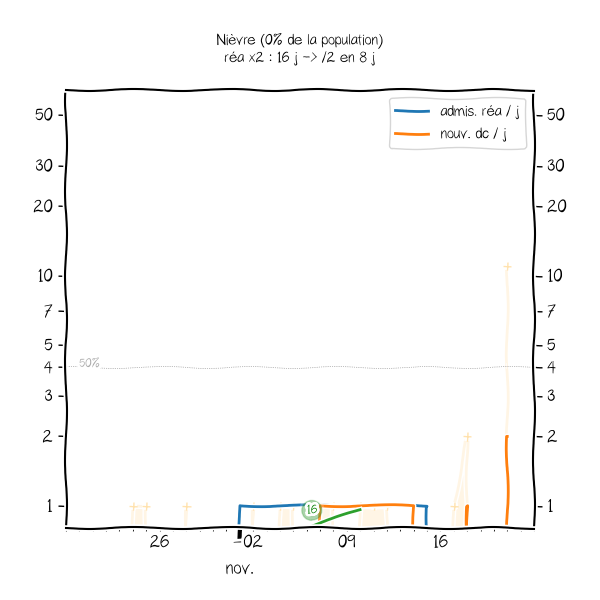 Nièvre (0% de la population)
réa x2 : 16 j -> /2 en 8 j
admis. réa / j
nouv. dc / j
50 50
30 30
20 20
10 10
7 7
5 5
50%
4 4
3 3
2 2
16
1 1
26 02 09 16
nov.